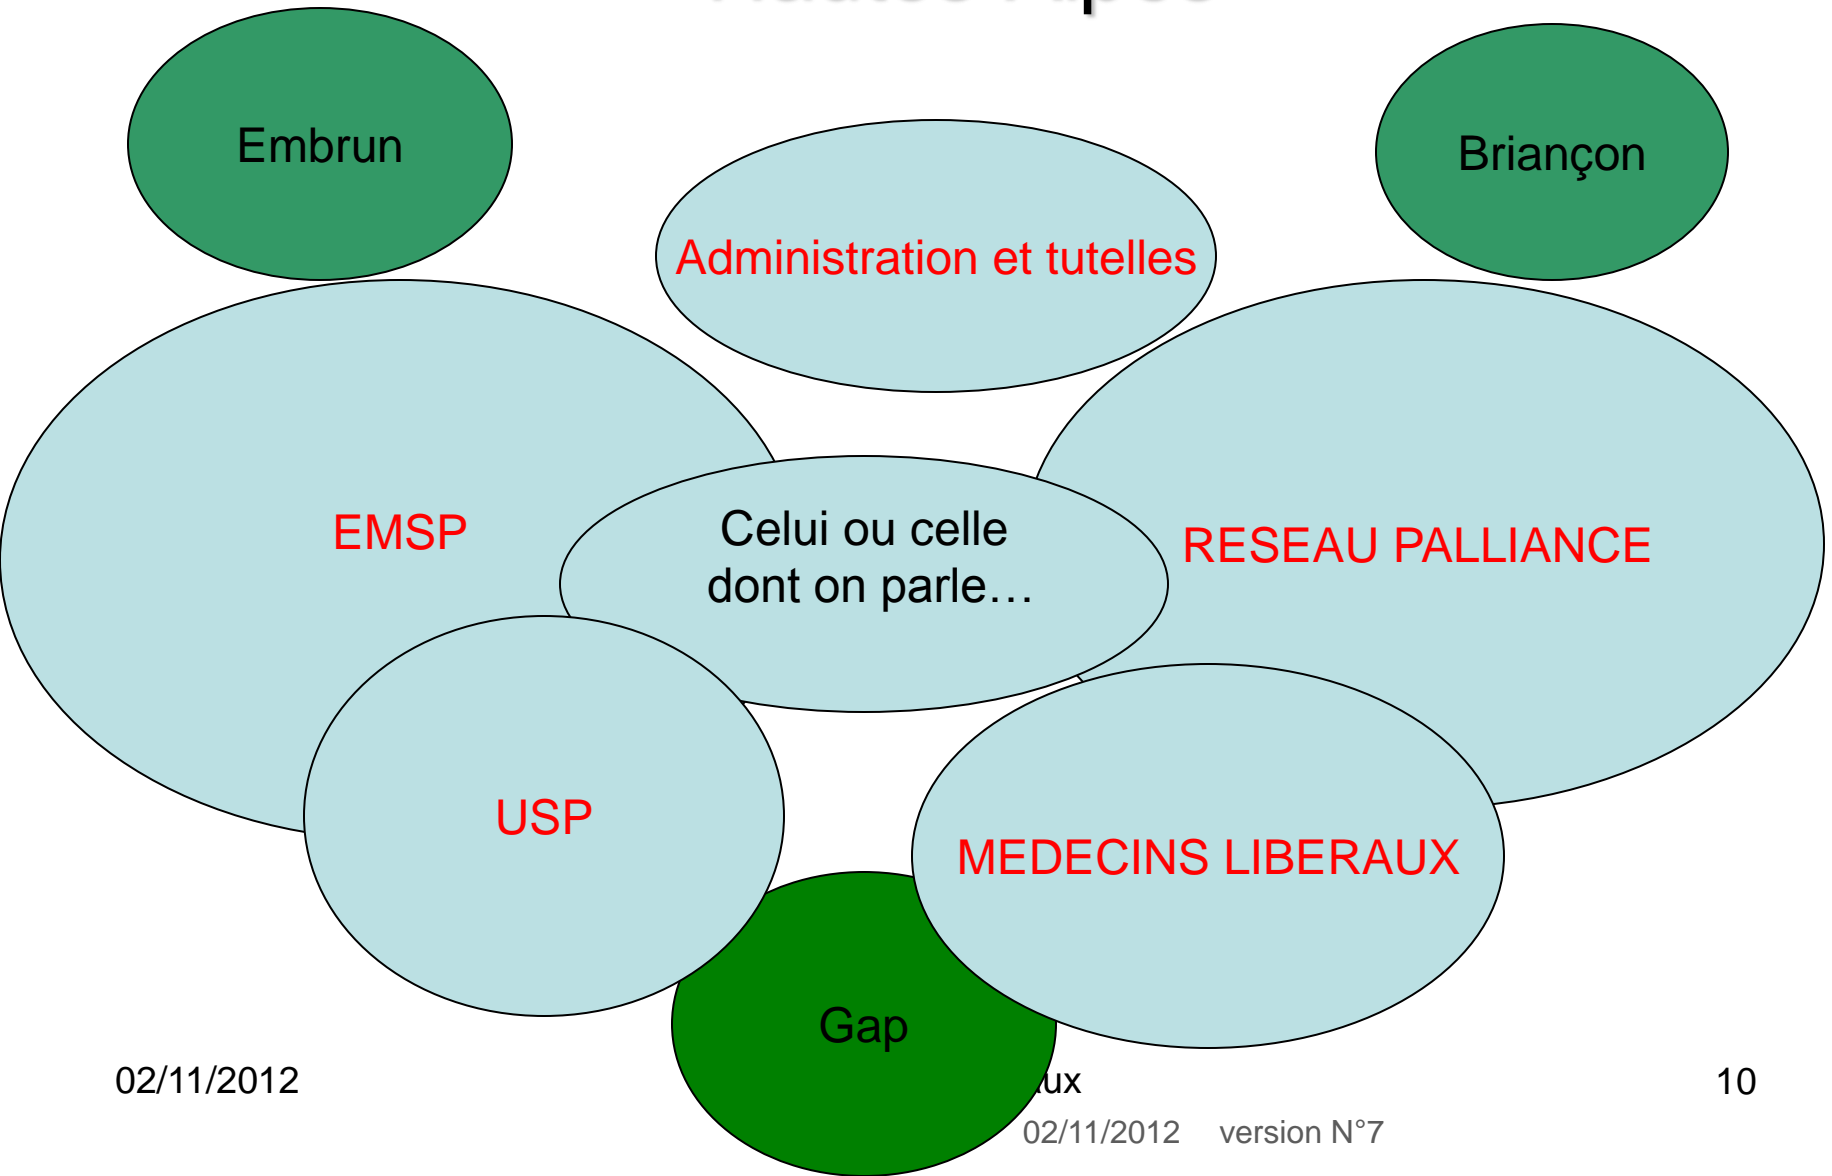 Embrun
Briançon
Administration et tutelles
EMSP
Celui ou celle
dont on parle…
RESEAU PALLIANCE
USP
MEDECINS LIBERAUX
Gap
02/11/2012
ux
10
02/11/2012 version N°7